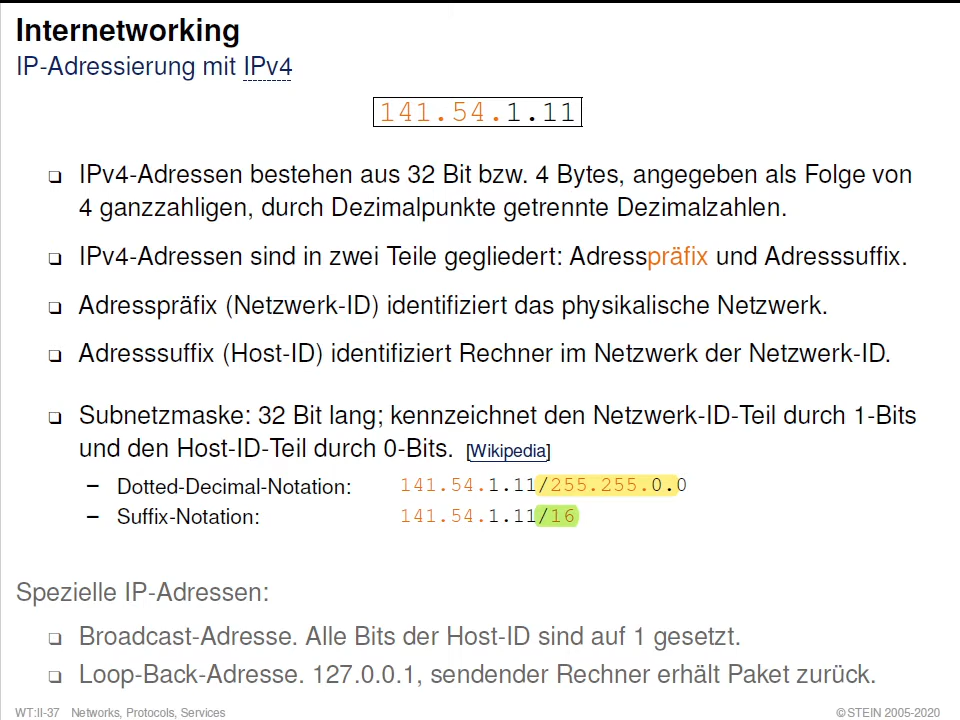 Internetworking
IP-Adressierung mit IPv4
141.54.1.11
❑ IPv4-Adressen bestehen aus 32 Bit bzw. 4 Bytes, angegeben als Folge von
4 ganzzahligen, durch Dezimalpunkte getrennte Dezimalzahlen.
❑ IPv4-Adressen sind in zwei Teile gegliedert: Adresspräfix und Adresssuffix.
❑ Adresspräfix (Netzwerk-ID) identifiziert das physikalische Netzwerk.
❑ Adresssuffix (Host-ID) identifiziert Rechner im Netzwerk der Netzwerk-ID.
❑ Subnetzmaske: 32 Bit lang; kennzeichnet den Netzwerk-ID-Teil durch 1-Bits
und den Host-ID-Teil durch 0-Bits. [Wikipedia]
– Dotted-Decimal-Notation: 141.54.1.11/255.255.0.0
– Suffix-Notation: 141.54.1.11/16
Spezielle IP-Adressen:
❑ Broadcast-Adresse. Alle Bits der Host-ID sind auf 1 gesetzt.
❑ Loop-Back-Adresse. 127.0.0.1, sendender Rechner erhält Paket zurück.
WT:II-37 Networks, Protocols, Services ©STEIN 2005-2020